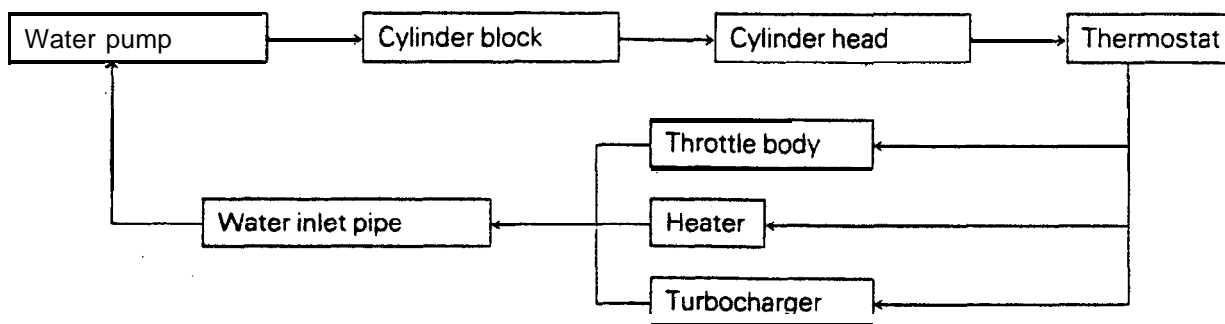 Water pump
Cylinder block
Cylinder head
Thermostat
Throttle body
Water inlet pipe
Heater
Turbocharger